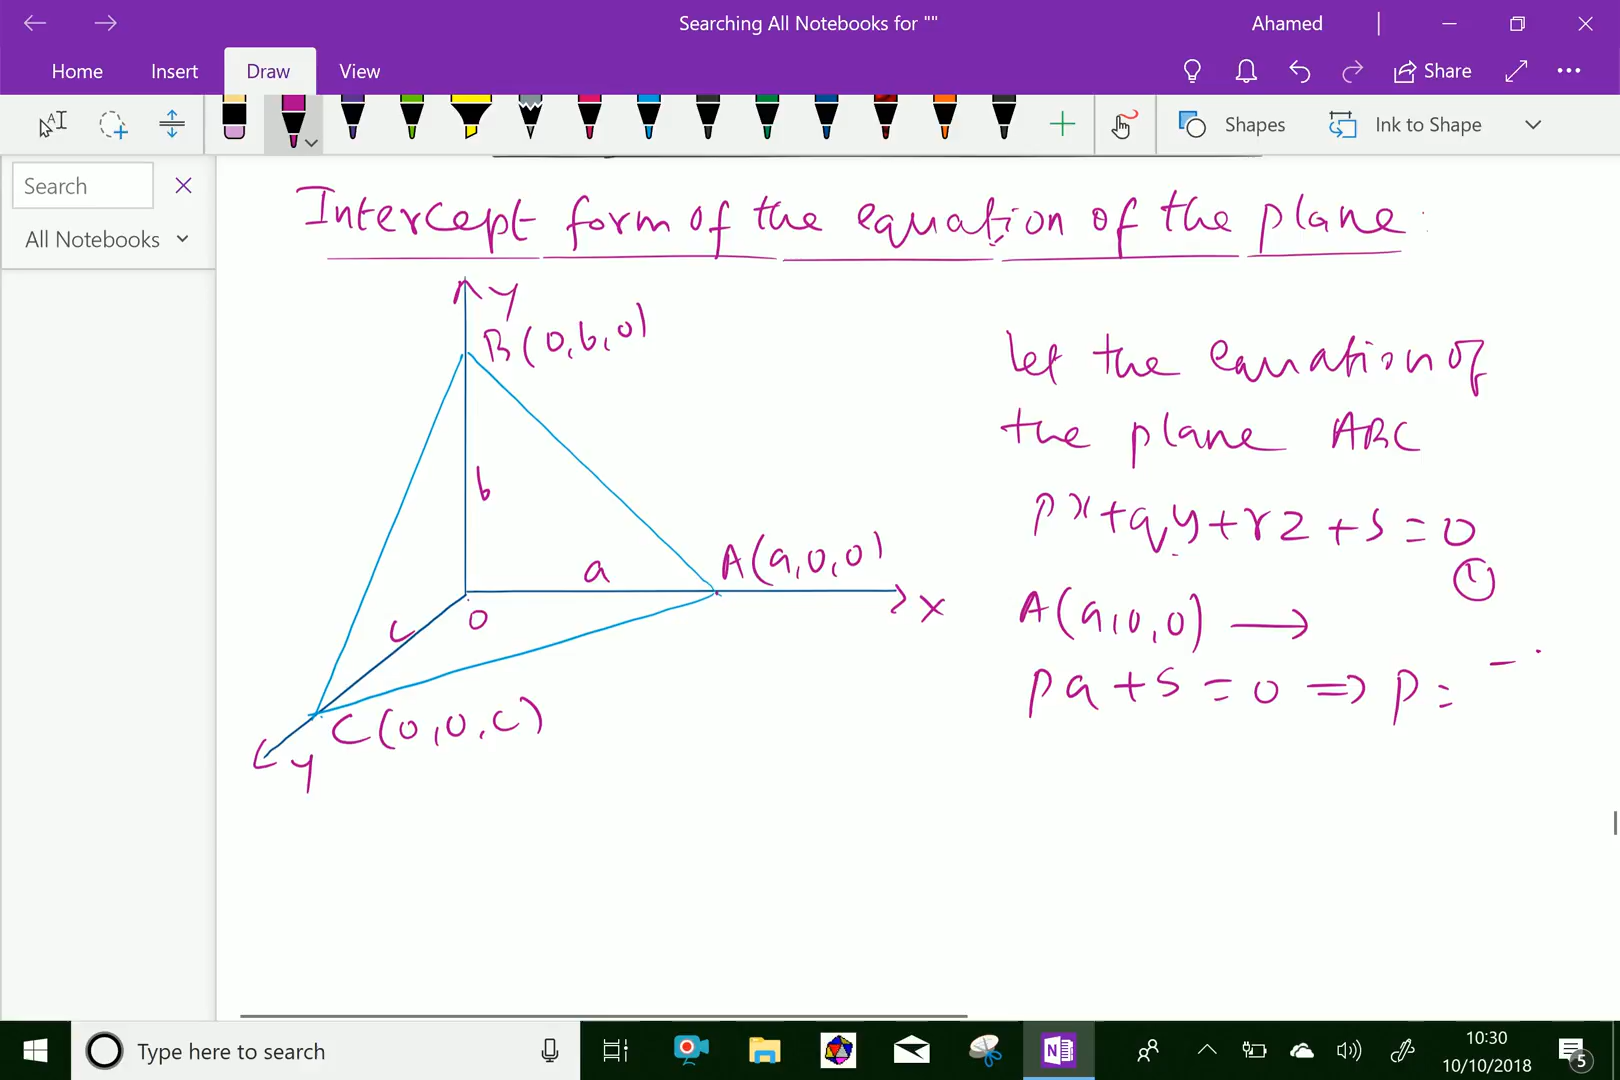 Searching All Notebooks for ""
Ahamed
Home Insert Draw View
Share
Shapes
Ink to Shape
Search
All Notebooks
Intercept form of the equation of the plane :
Y
B(0,b,0)
b
a
A(a,0,0)
X
O
c
C(0,0,c)
Y
let the equation of
the plane ABC
px+qy+rz+s=0
①
A(a,0,0) ⟶
pa+s=0 ⇒ p= -
Type here to search
10:30
10/10/2018
5